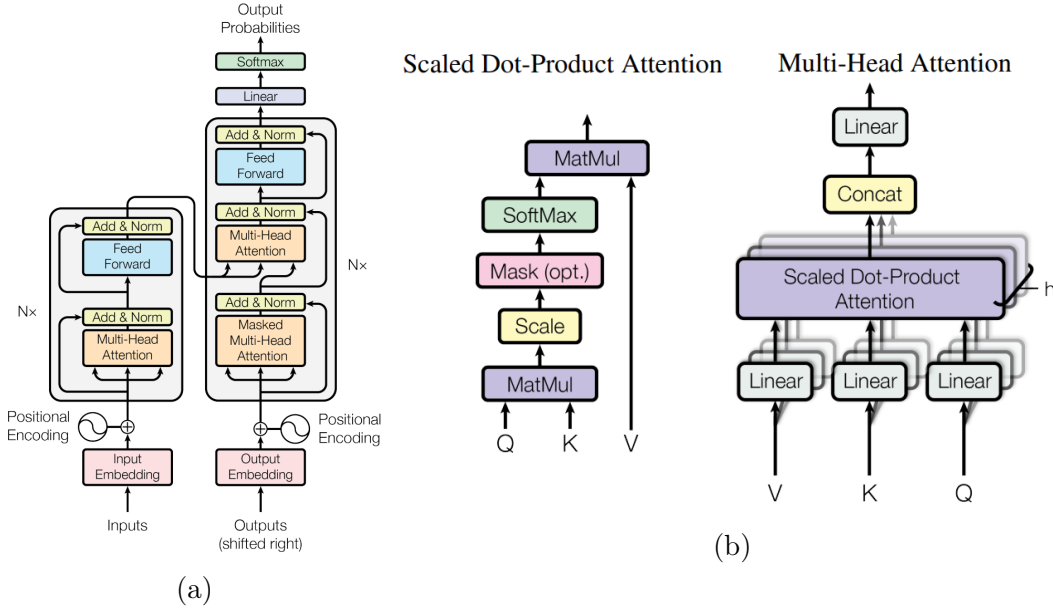 Output
Probabilities
Softmax
Linear
Add & Norm
Feed
Forward
Add & Norm
Multi-Head
Attention
Add & Norm
Masked
Multi-Head
Attention
N×
Positional
Encoding
Output
Embedding
Outputs
(shifted right)
Add & Norm
Feed
Forward
Add & Norm
Multi-Head
Attention
N×
Positional
Encoding
Input
Embedding
Inputs
(a)
Scaled Dot-Product Attention
MatMul
SoftMax
Mask (opt.)
Scale
MatMul
Q K V
Multi-Head Attention
Linear
Concat
Scaled Dot-Product
Attention
h
Linear Linear Linear
V K Q
(b)